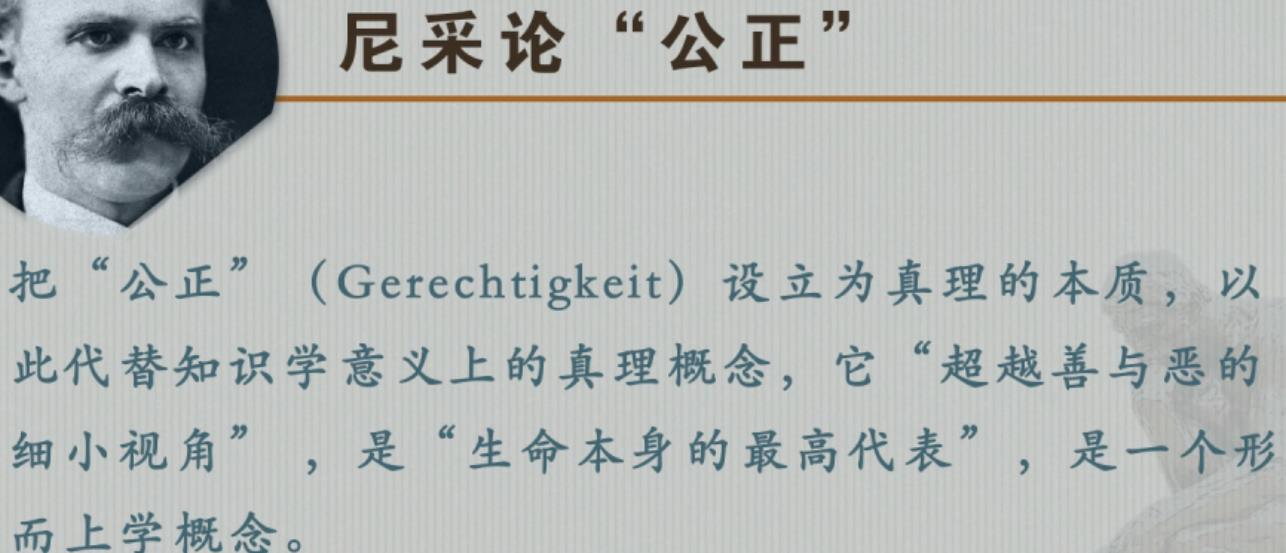 尼采论“公正”
把“公正”（Gerechtigkeit）设立为真理的本质，以
此代替知识学意义上的真理概念，它“超越善与恶的
细小视角”，是“生命本身的最高代表”，是一个形
而上学概念。